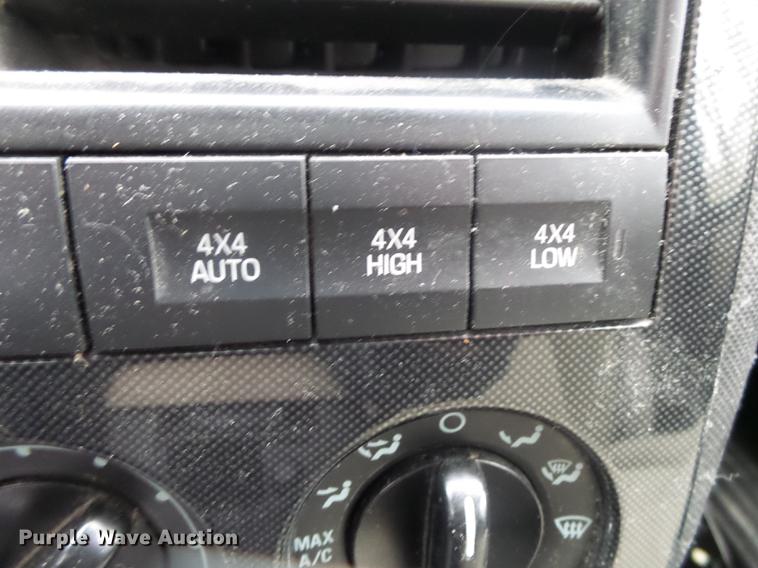 4X4
AUTO
4X4
HIGH
4X4
LOW
MAX
A/C
Purple Wave Auction